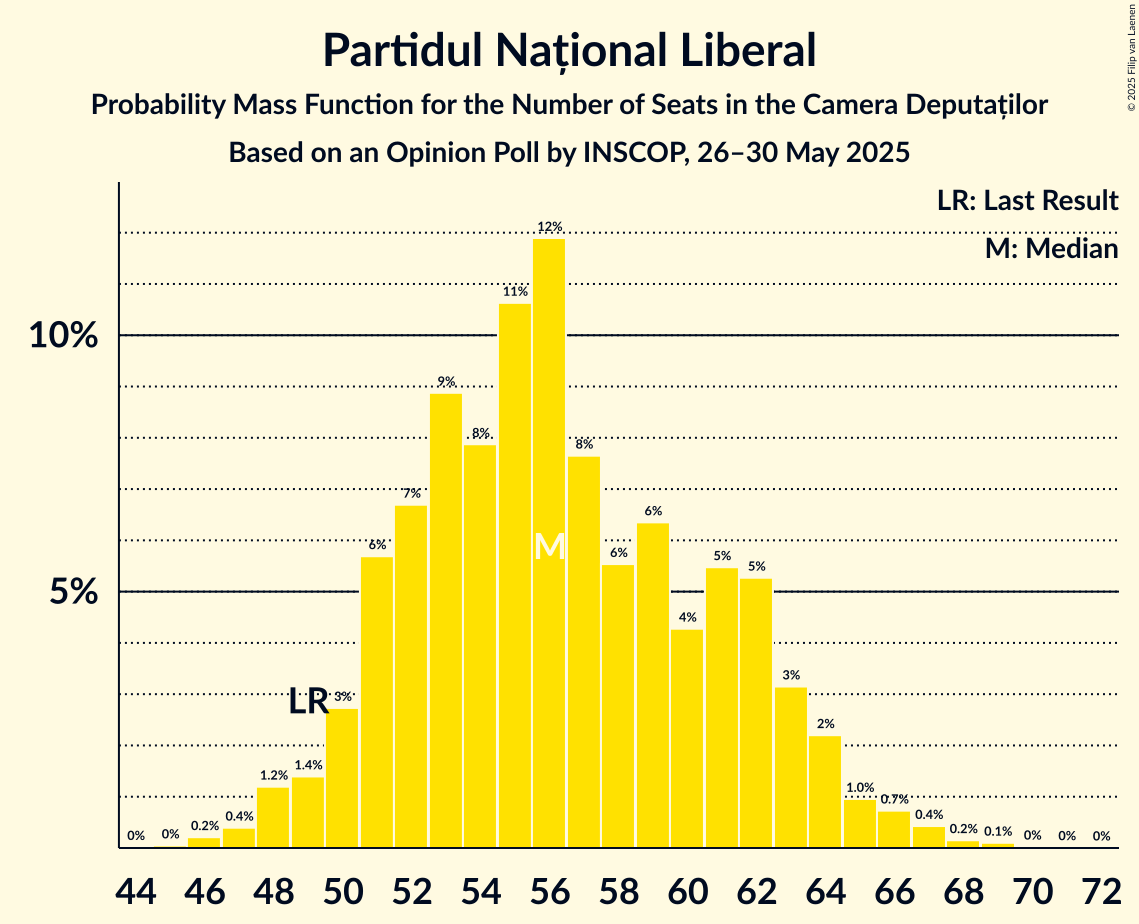 Partidul Național Liberal
Probability Mass Function for the Number of Seats in the Camera Deputaților
Based on an Opinion Poll by INSCOP, 26–30 May 2025
© 2025 Filip van Laenen
LR: Last Result
M: Median
10%
5%
0% 0% 0.2% 0.4% 1.2% 1.4% 3% 6% 7% 9% 8% 11% 12% 8% 6% 6% 4% 5% 5% 3% 2% 1.0% 0.7% 0.4% 0.2% 0.1% 0% 0% 0%
LR
M
44 46 48 50 52 54 56 58 60 62 64 66 68 70 72